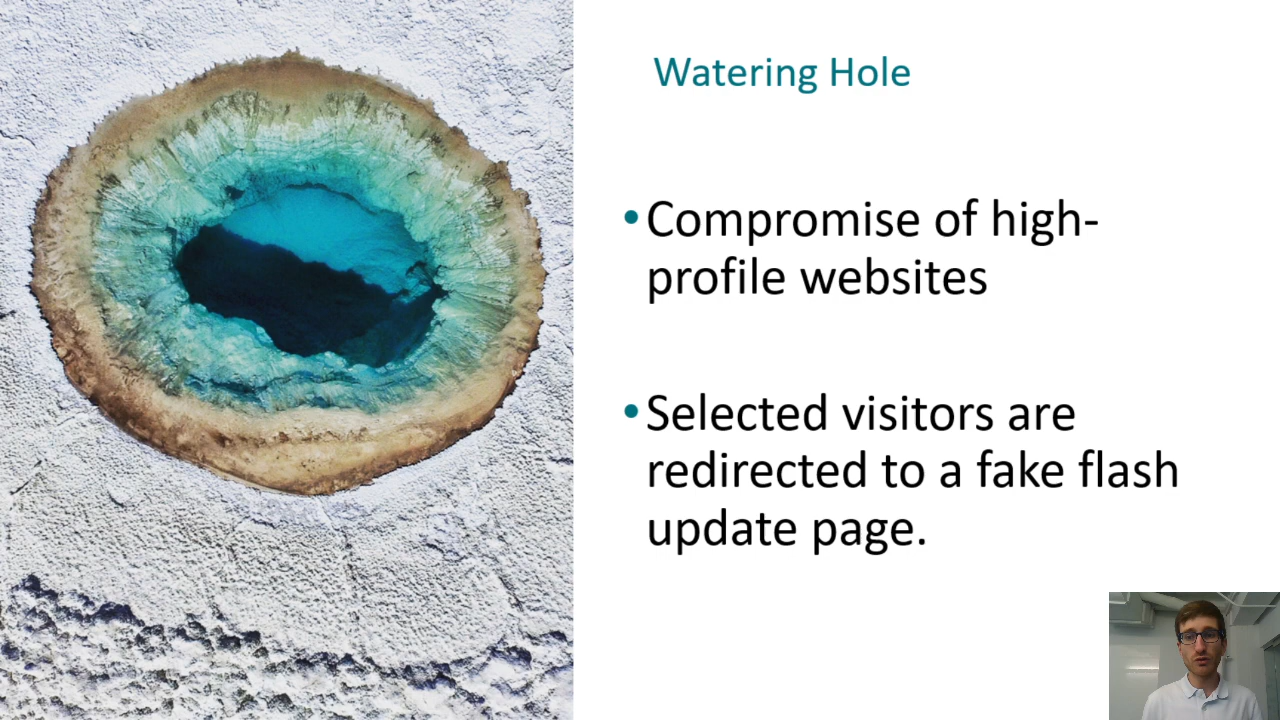 Watering Hole
•Compromise of high-
profile websites
•Selected visitors are
redirected to a fake flash
update page.